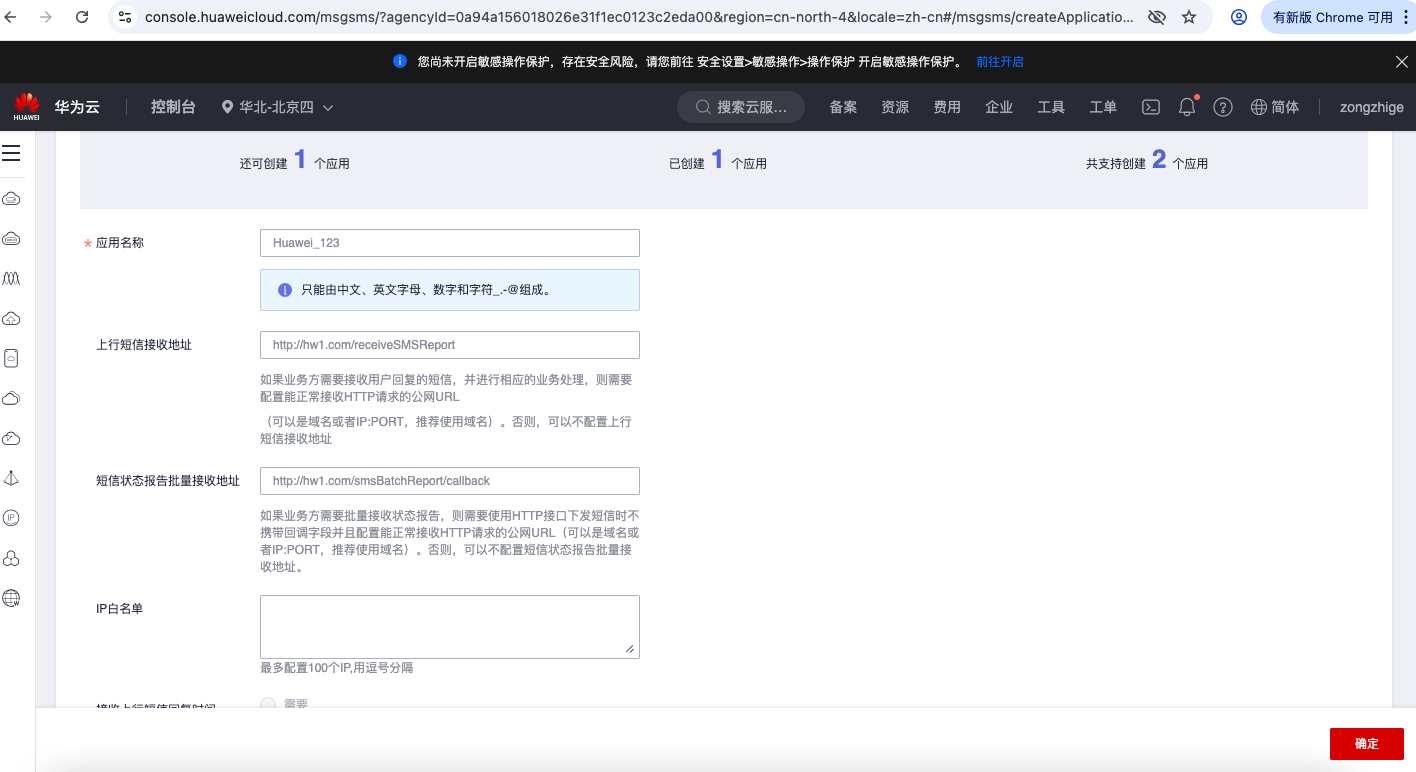 console.huaweicloud.com/msgsms/?agencyId=0a94a156018026e31f1ec0123c2eda00&region=cn-north-4&locale=zh-cn#/msgsms/createApplicatio...
有新版 Chrome 可用
您尚未开启敏感操作保护，存在安全风险，请您前往 安全设置>敏感操作>操作保护 开启敏感操作保护。 前往开启
HUAWEI
华为云 控制台 华北-北京四 搜索云服... 备案 资源 费用 企业 工具 工单 简体 zongzhige
还可创建 1 个应用 已创建 1 个应用 共支持创建 2 个应用
* 应用名称 Huawei_123
只能由中文、英文字母、数字和字符_.-@组成。
上行短信接收地址 http://hw1.com/receiveSMSReport
如果业务方需要接收用户回复的短信，并进行相应的业务处理，则需要
配置能正常接收HTTP请求的公网URL
（可以是域名或者IP:PORT，推荐使用域名）。否则，可以不配置上行
短信接收地址
短信状态报告批量接收地址 http://hw1.com/smsBatchReport/callback
如果业务方需要批量接收状态报告，则需要使用HTTP接口下发短信时不
携带回调字段并且配置能正常接收HTTP请求的公网URL（可以是域名或
者IP:PORT，推荐使用域名）。否则，可以不配置短信状态报告批量接
收地址。
IP
IP白名单
最多配置100个IP,用逗号分隔
接收上行短信回复时间 需要
确定